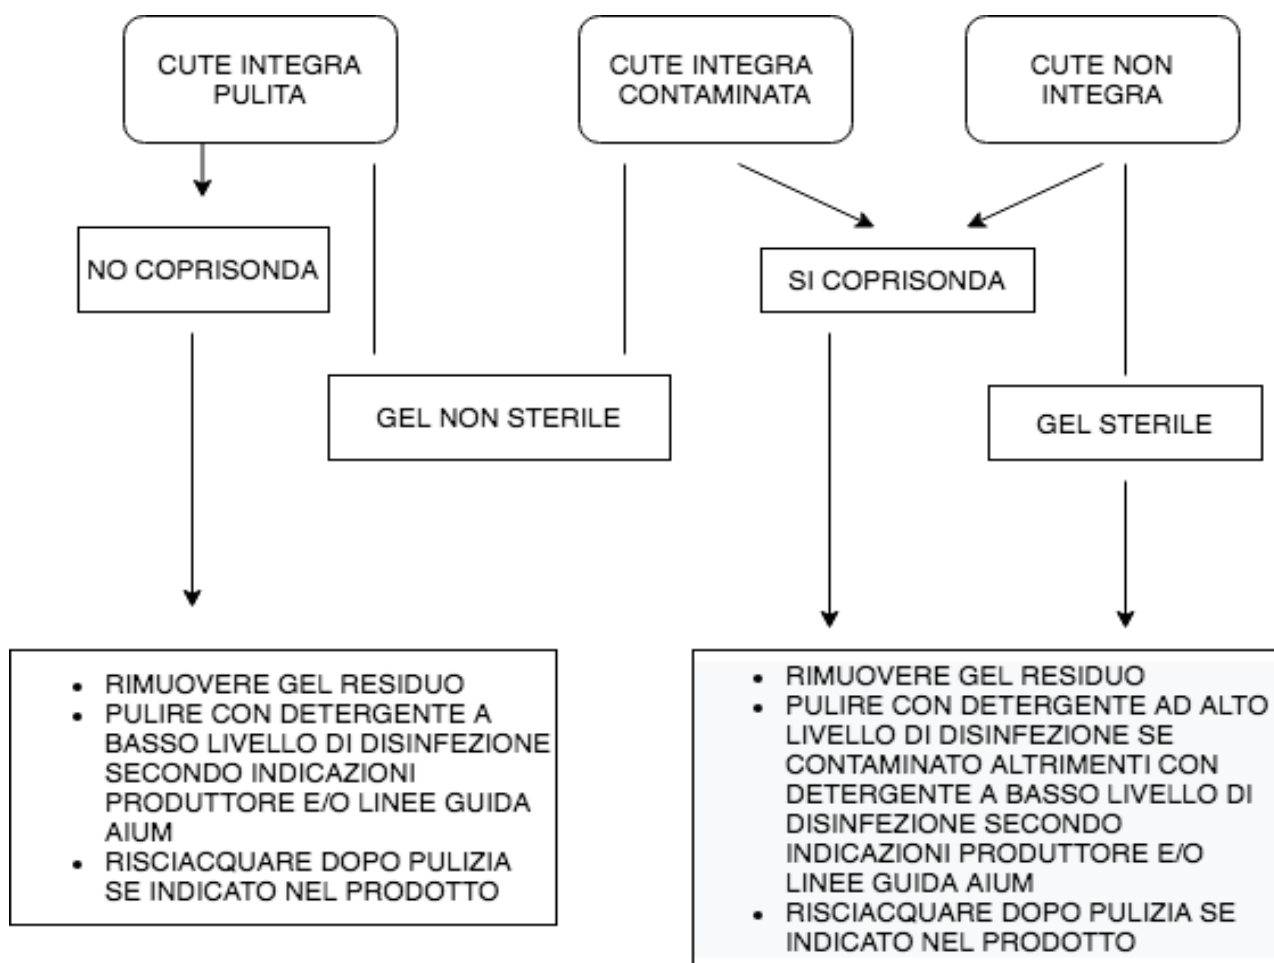 CUTE INTEGRA
PULITA
CUTE INTEGRA
CONTAMINATA
CUTE NON
INTEGRA
NO COPRISONDA
SI COPRISONDA
GEL NON STERILE
GEL STERILE
• RIMUOVERE GEL RESIDUO
• PULIRE CON DETERGENTE A
BASSO LIVELLO DI DISINFEZIONE
SECONDO INDICAZIONI
PRODUTTORE E/O LINEE GUIDA
AIUM
• RISCIACQUARE DOPO PULIZIA
SE INDICATO NEL PRODOTTO
• RIMUOVERE GEL RESIDUO
• PULIRE CON DETERGENTE AD ALTO
LIVELLO DI DISINFEZIONE SE
CONTAMINATO ALTRIMENTI CON
DETERGENTE A BASSO LIVELLO DI
DISINFEZIONE SECONDO
INDICAZIONI PRODUTTORE E/O
LINEE GUIDA AIUM
• RISCIACQUARE DOPO PULIZIA SE
INDICATO NEL PRODOTTO